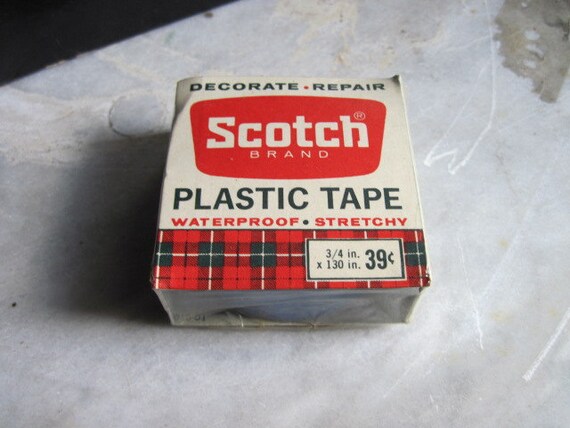 DECORATE • REPAIR
Scotch®
BRAND
PLASTIC TAPE
WATERPROOF • STRETCHY
3/4 in.
x 130 in. 39¢